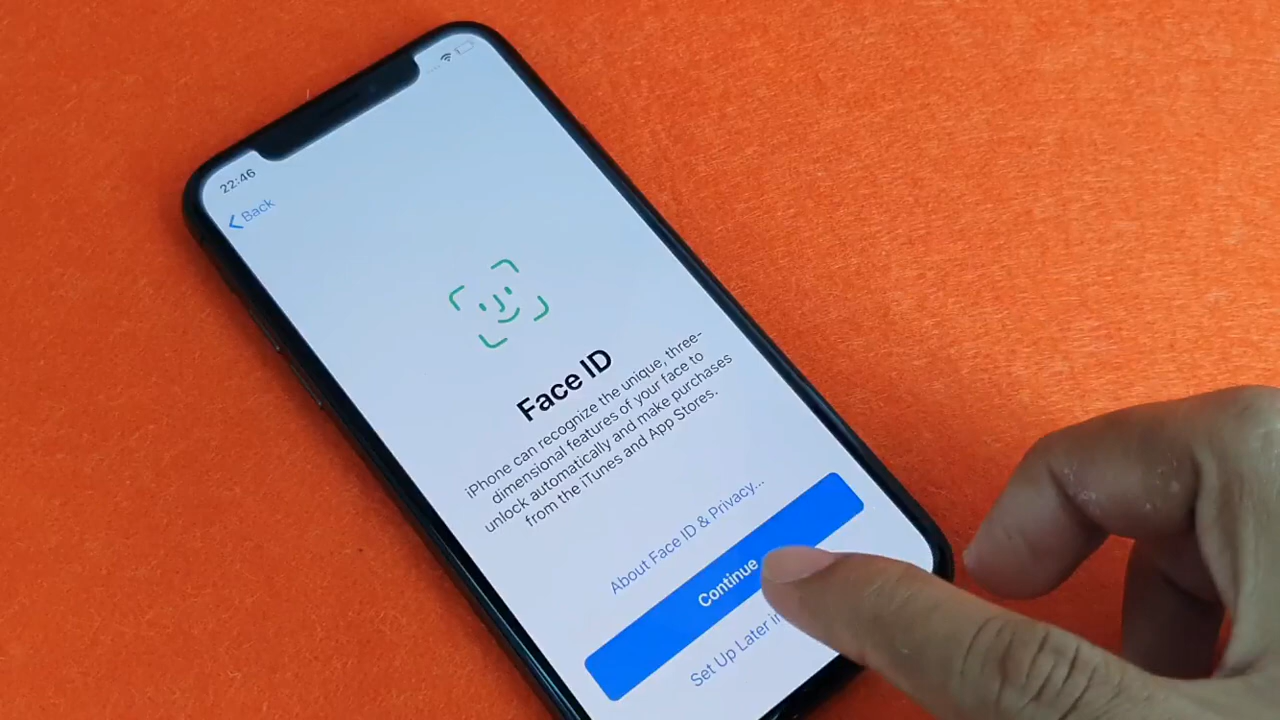 22:46
Back
Face ID
iPhone can recognize the unique, three-
dimensional features of your face to
unlock automatically and make purchases
from the iTunes and App Stores.
About Face ID & Privacy...
Continue
Set Up Later